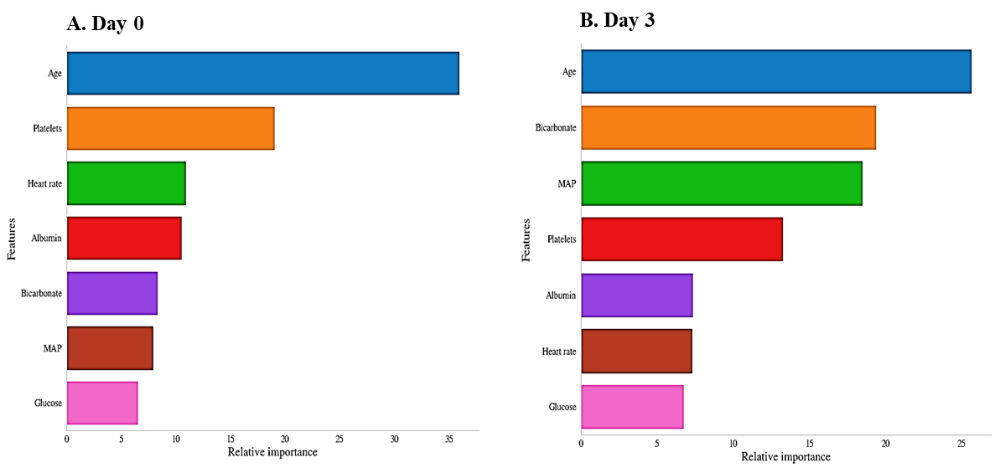 A. Day 0
Age
Platelets
Heart rate
Albumin
Bicarbonate
MAP
Glucose
Features
0 5 10 15 20 25 30 35
Relative importance
B. Day 3
Age
Bicarbonate
MAP
Platelets
Albumin
Heart rate
Glucose
Features
0 5 10 15 20 25
Relative importance